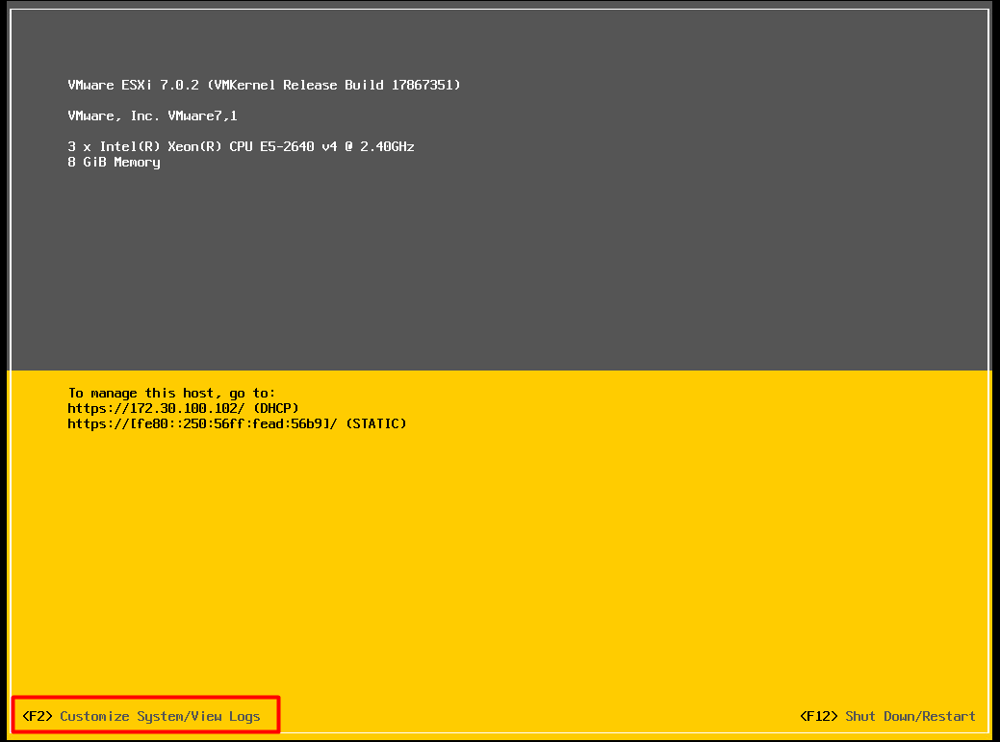 VMware ESXi 7.0.2 (VMKernel Release Build 17867351)
VMware, Inc. VMware7,1
3 x Intel(R) Xeon(R) CPU E5-2640 v4 @ 2.40GHz
8 GiB Memory
To manage this host, go to:
https://172.30.100.102/ (DHCP)
https://[fe80::250:56ff:fead:56b9]/ (STATIC)
<F2> Customize System/View Logs
<F12> Shut Down/Restart